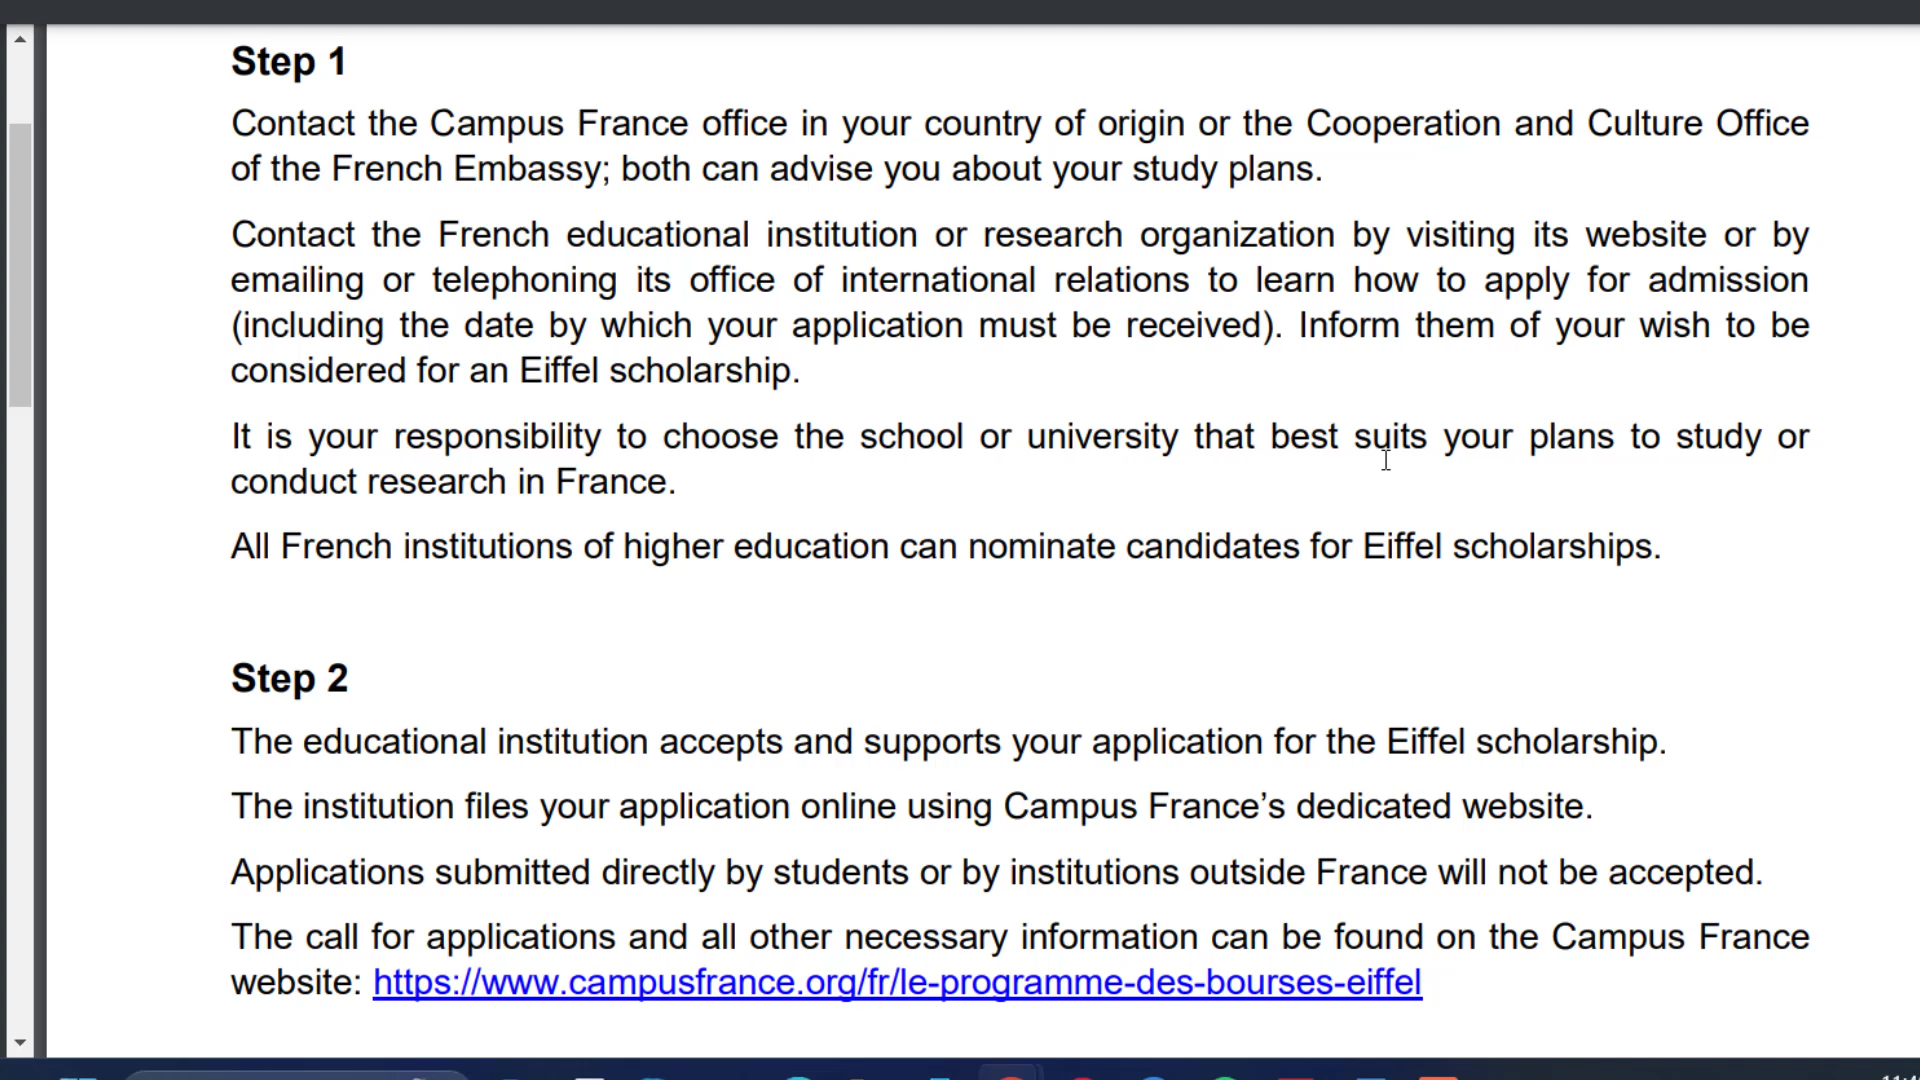 Step 1
Contact the Campus France office in your country of origin or the Cooperation and Culture Office
of the French Embassy; both can advise you about your study plans.
Contact the French educational institution or research organization by visiting its website or by
emailing or telephoning its office of international relations to learn how to apply for admission
(including the date by which your application must be received). Inform them of your wish to be
considered for an Eiffel scholarship.
It is your responsibility to choose the school or university that best suits your plans to study or
conduct research in France.
All French institutions of higher education can nominate candidates for Eiffel scholarships.
Step 2
The educational institution accepts and supports your application for the Eiffel scholarship.
The institution files your application online using Campus France’s dedicated website.
Applications submitted directly by students or by institutions outside France will not be accepted.
The call for applications and all other necessary information can be found on the Campus France
website: https://www.campusfrance.org/fr/le-programme-des-bourses-eiffel